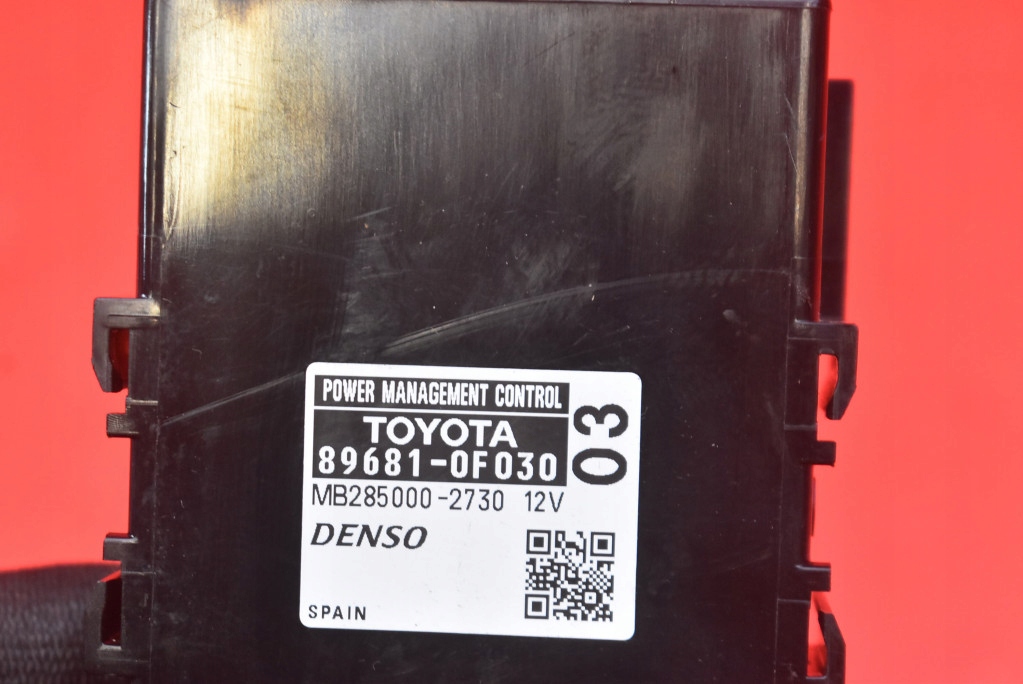 POWER MANAGEMENT CONTROL
TOYOTA
89681-0F030
03
MB285000-2730 12V
DENSO
SPAIN